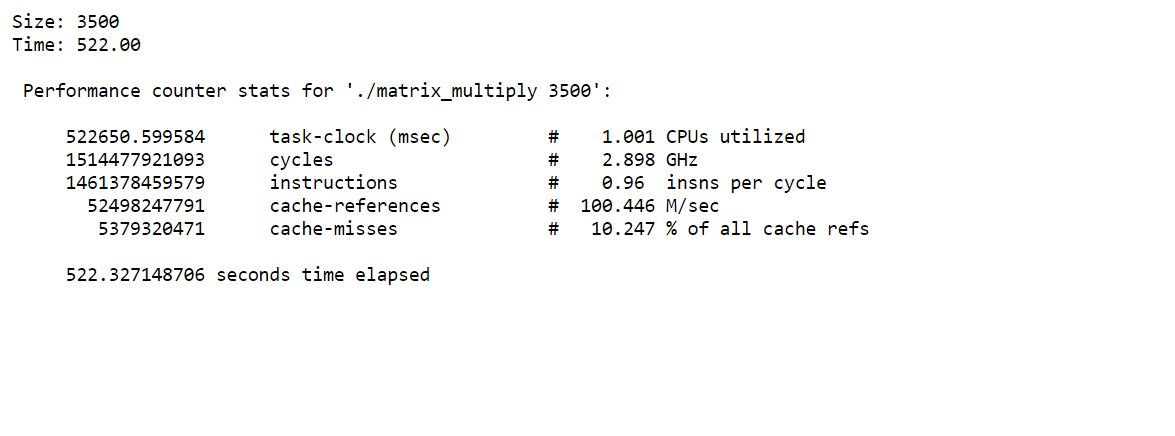 Size: 3500
Time: 522.00
Performance counter stats for './matrix_multiply 3500':
522650.599584 task-clock (msec) # 1.001 CPUs utilized
1514477921093 cycles # 2.898 GHz
1461378459579 instructions # 0.96 insns per cycle
52498247791 cache-references # 100.446 M/sec
5379320471 cache-misses # 10.247 % of all cache refs
522.327148706 seconds time elapsed